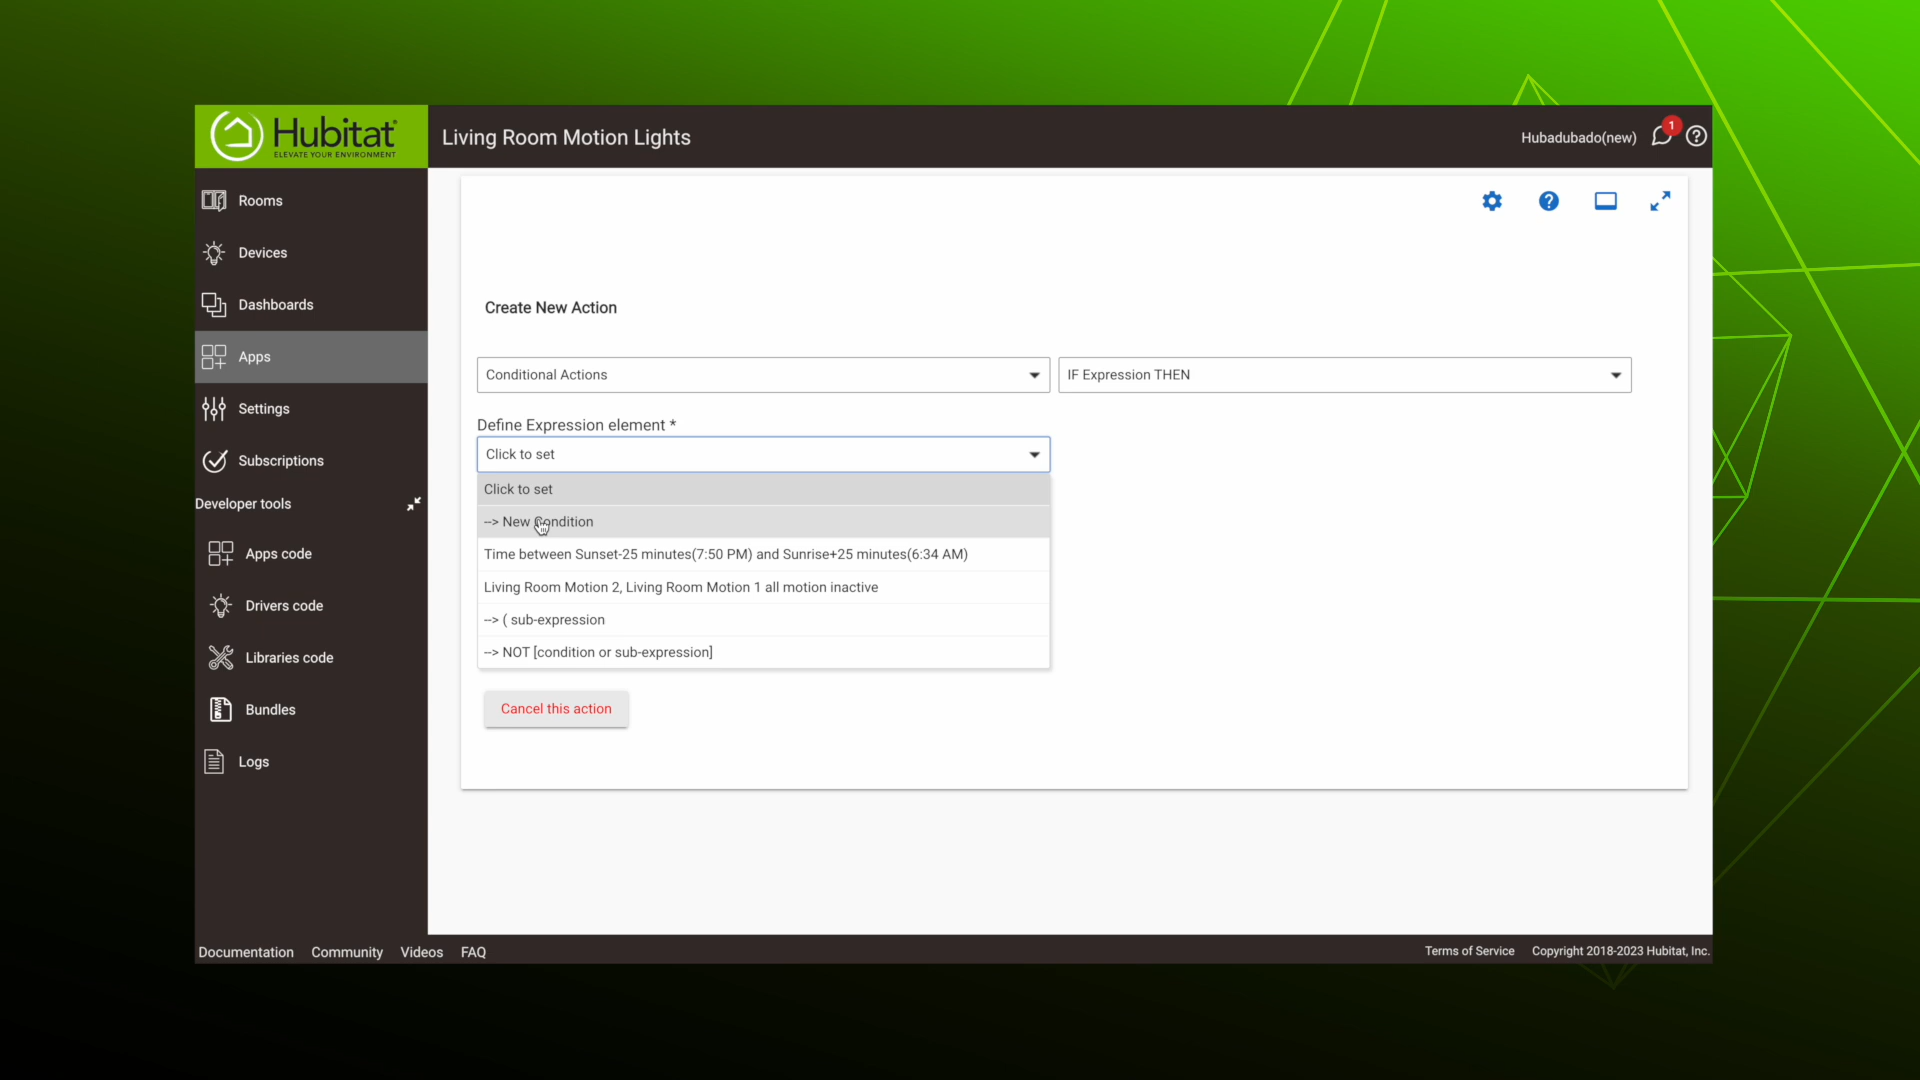 Hubitat®
ELEVATE YOUR ENVIRONMENT
Living Room Motion Lights
Hubadubado(new)
1
Rooms
Devices
Dashboards
Apps
Settings
Subscriptions
Developer tools
Apps code
Drivers code
Libraries code
Bundles
Logs
Create New Action
Conditional Actions
IF Expression THEN
Define Expression element *
Click to set
Click to set
--> New Condition
Time between Sunset-25 minutes(7:50 PM) and Sunrise+25 minutes(6:34 AM)
Living Room Motion 2, Living Room Motion 1 all motion inactive
--> ( sub-expression
--> NOT [condition or sub-expression]
Cancel this action
Documentation
Community
Videos
FAQ
Terms of Service
Copyright 2018-2023 Hubitat, Inc.